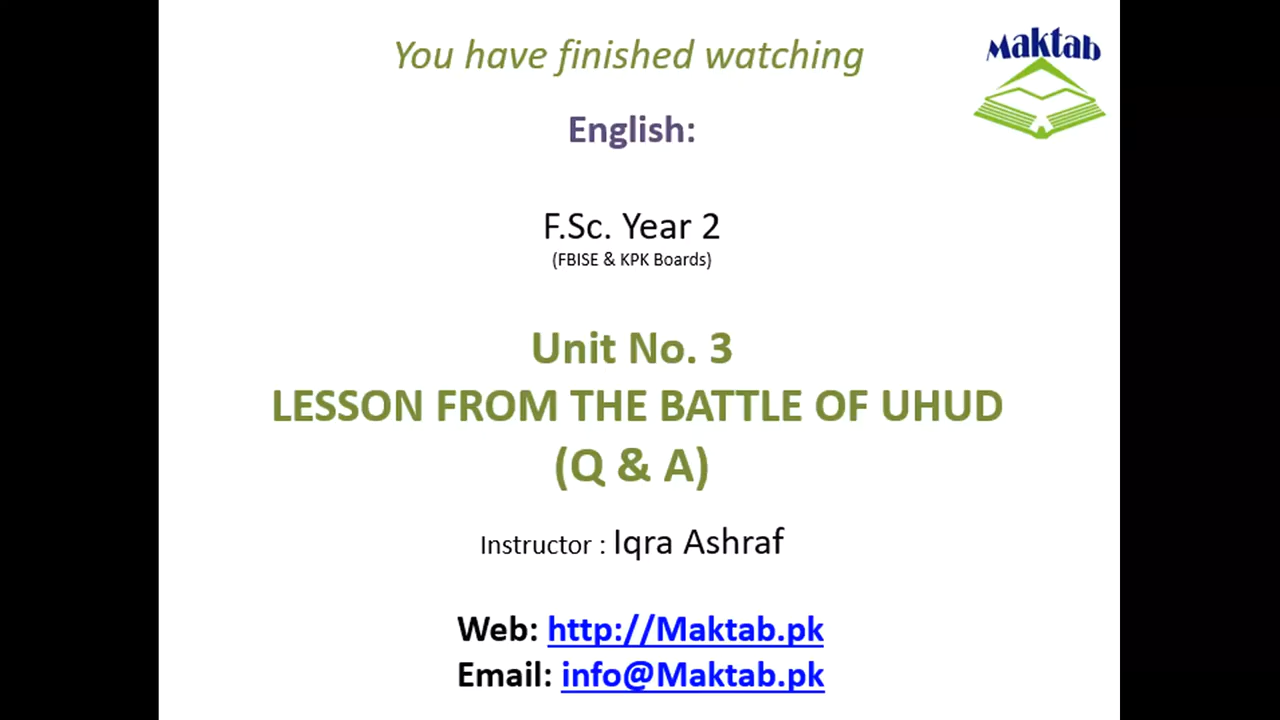 You have finished watching
Maktab
English:
F.Sc. Year 2
(FBISE & KPK Boards)
Unit No. 3
LESSON FROM THE BATTLE OF UHUD
(Q & A)
Instructor : Iqra Ashraf
Web: http://Maktab.pk
Email: info@Maktab.pk